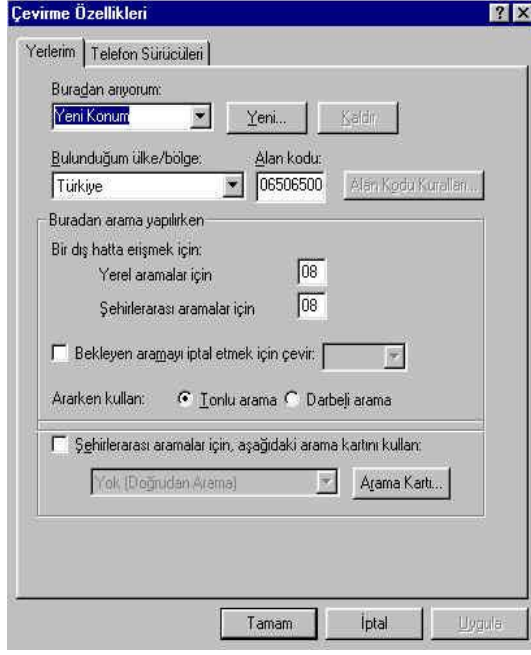 Çevirme Özellikleri
Yerlerim Telefon Sürücüleri
Buradan arıyorum:
Yeni Konum Yeni... Kaldır
Bulunduğum ülke/bölge: Alan kodu:
Türkiye 06506500 Alan Kodu Kuralları...
Buradan arama yapılırken
Bir dış hatta erişmek için:
Yerel aramalar için 08
Şehirlerarası aramalar için 08
Bekleyen aramayı iptal etmek için çevir:
Ararken kullan: Tonlu arama Darbeli arama
Şehirlerarası aramalar için, aşağıdaki arama kartını kullan:
Yok (Doğrudan Arama) Arama Kartı...
Tamam İptal Uygula